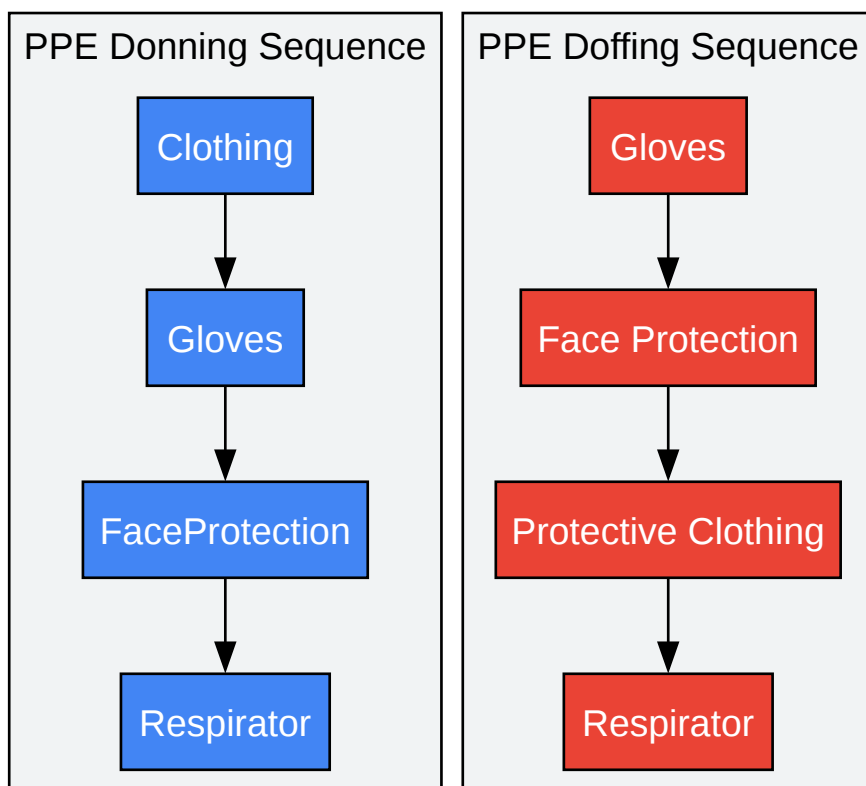 PPE Donning Sequence
Clothing
Gloves
FaceProtection
Respirator
PPE Doffing Sequence
Gloves
Face Protection
Protective Clothing
Respirator